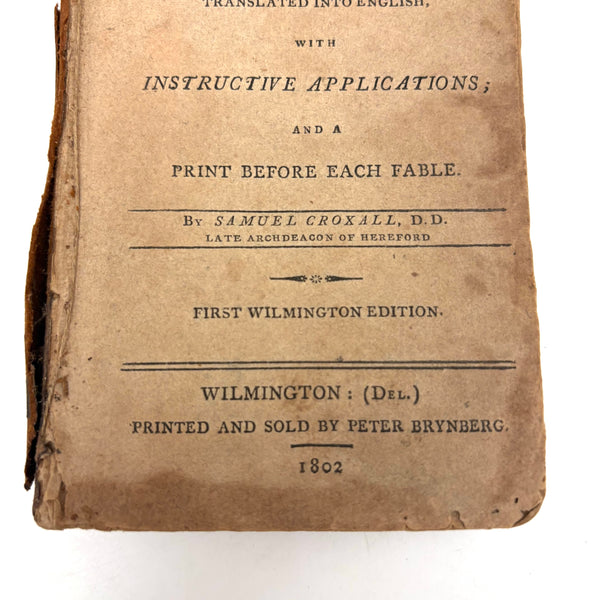 TRANSLATED INTO ENGLISH,
WITH
INSTRUCTIVE APPLICATIONS;
AND A
PRINT BEFORE EACH FABLE.
By SAMUEL CROXALL, D.D.
LATE ARCHDEACON OF HEREFORD
FIRST WILMINGTON EDITION.
WILMINGTON: (Del.)
PRINTED AND SOLD BY PETER BRYNBERG.
1802